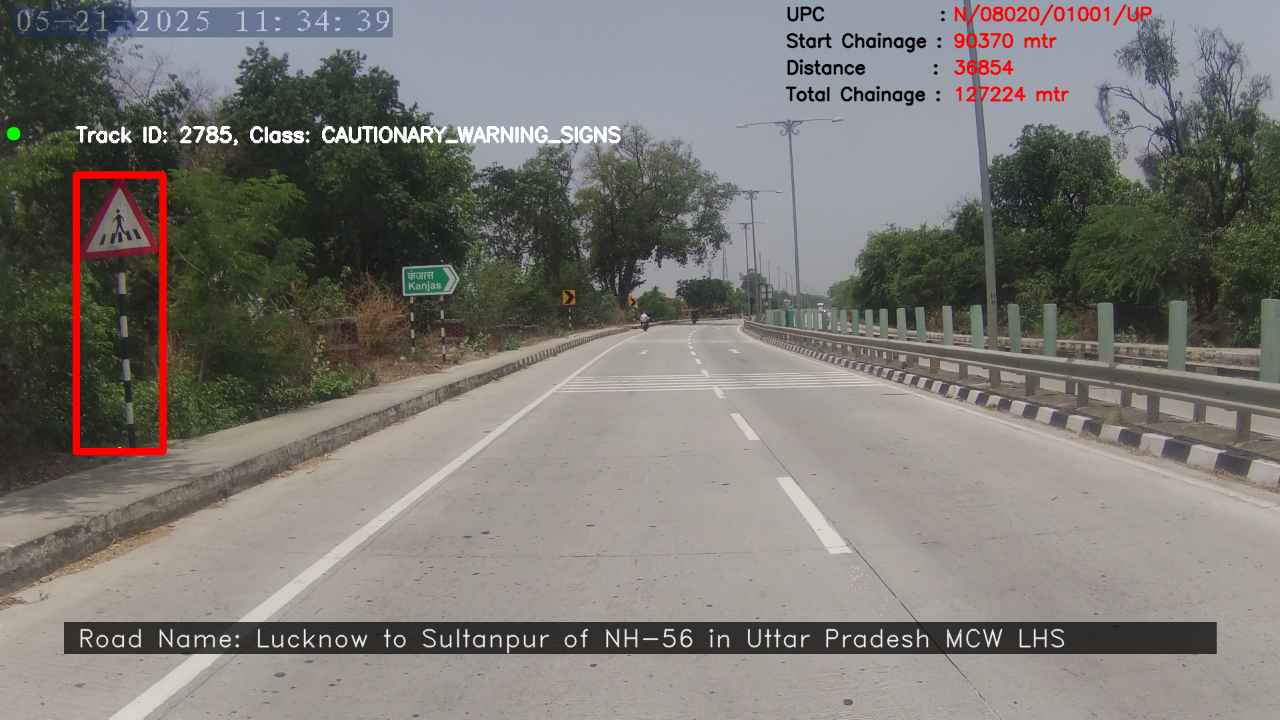 05-21-2025 11:34:39
UPC : N/08020/01001/UP
Start Chainage : 90370 mtr
Distance : 36854
Total Chainage : 127224 mtr
Track ID: 2785, Class: CAUTIONARY_WARNING_SIGNS
कंजास
Kanjas
Road Name: Lucknow to Sultanpur of NH-56 in Uttar Pradesh MCW LHS